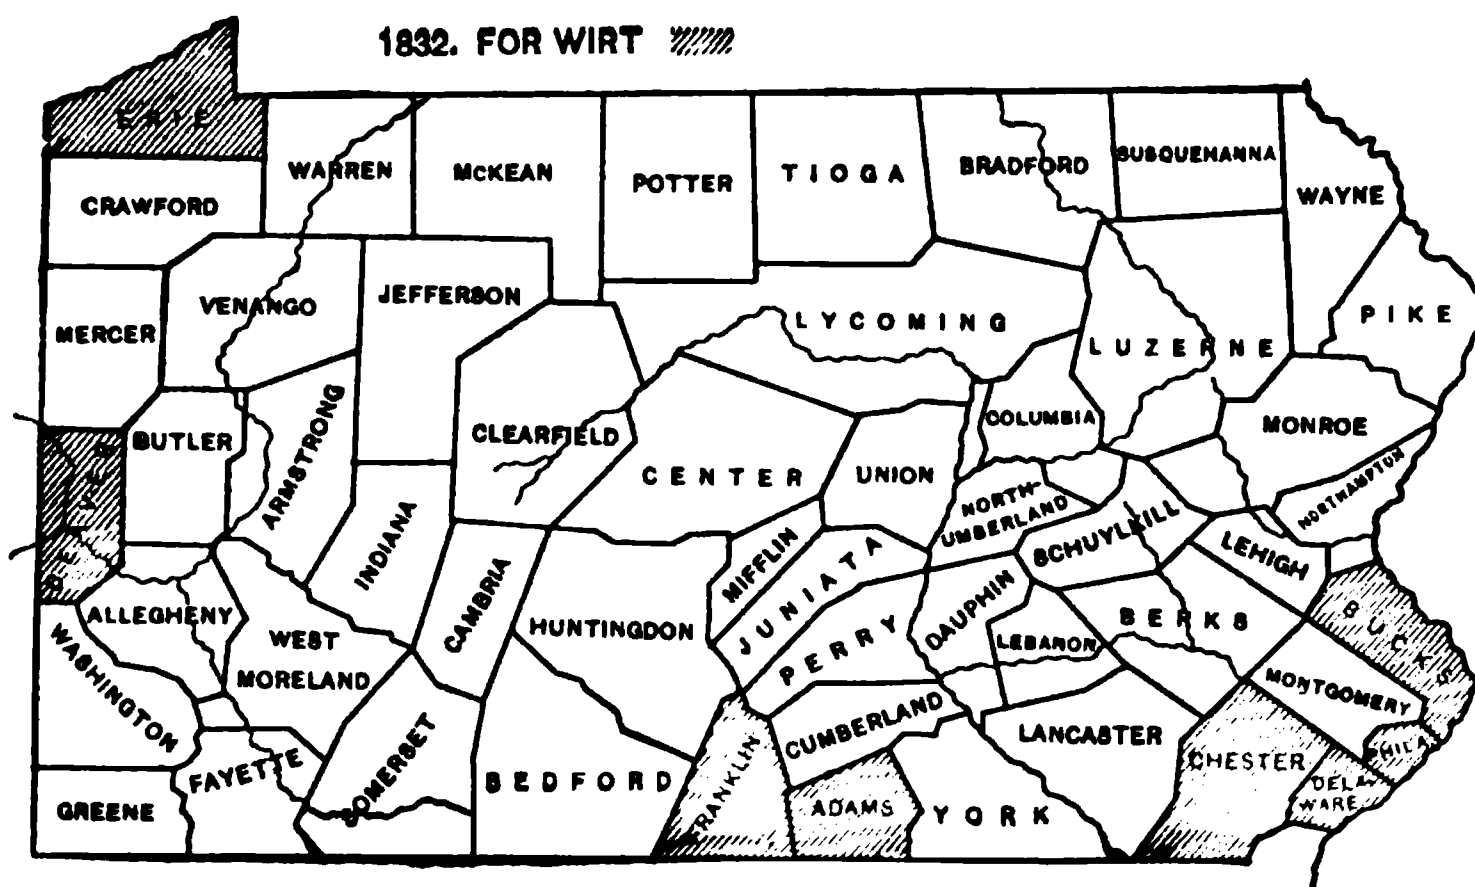 1832. FOR WIRT
ERIE
WARREN
McKEAN
POTTER
TIOGA
BRADFORD
SUSQUEHANNA
WAYNE
CRAWFORD
MERCER
VENANGO
JEFFERSON
LYCOMING
LUZERNE
PIKE
BUTLER
ARMSTRONG
CLEARFIELD
CENTER
UNION
COLUMBIA
MONROE
NORTHAMPTON
INDIANA
MIFFLIN
JUNIATA
NORTH-
UMBERLAND
SCHUYLKILL
LEHIGH
ALLEGHENY
WEST
MORELAND
CAMBRIA
HUNTINGDON
PERRY
DAUPHIN
LEBANON
BERKS
BUCKS
WASHINGTON
FAYETTE
SOMERSET
BEDFORD
FRANKLIN
CUMBERLAND
LANCASTER
MONTGOMERY
CHESTER
PHILA
DELA-
WARE
GREENE
ADAMS
YORK